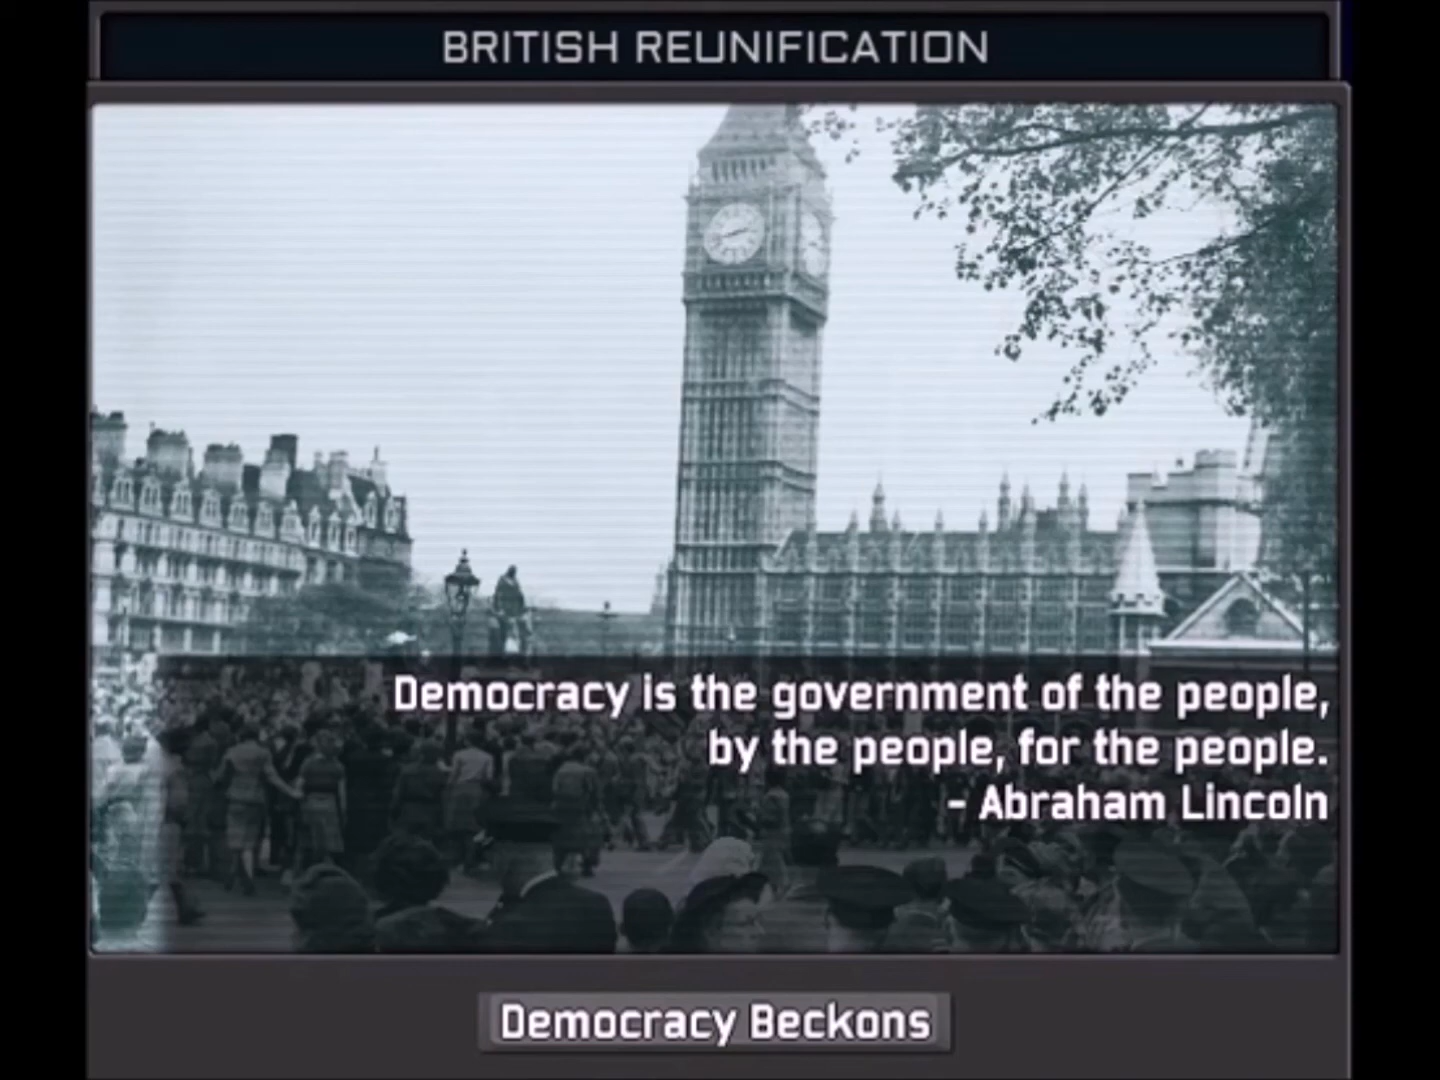 BRITISH REUNIFICATION
Democracy is the government of the people,
by the people, for the people.
- Abraham Lincoln
Democracy Beckons